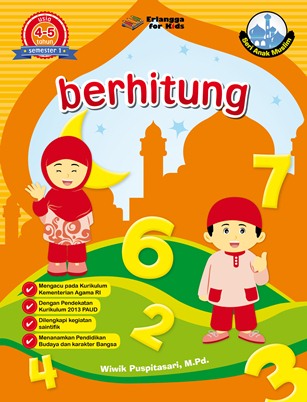 usia
4-5
tahun
semester 1
Erlangga
for Kids
Seri Anak Muslim
berhitung
7
6
2
4
3
Mengacu pada Kurikulum
Kementerian Agama RI
Dengan Pendekatan
Kurikulum 2013 PAUD
Dilengkapi kegiatan
saintifik
Menanamkan Pendidikan
Budaya dan karakter Bangsa
Wiwik Puspitasari, M.Pd.